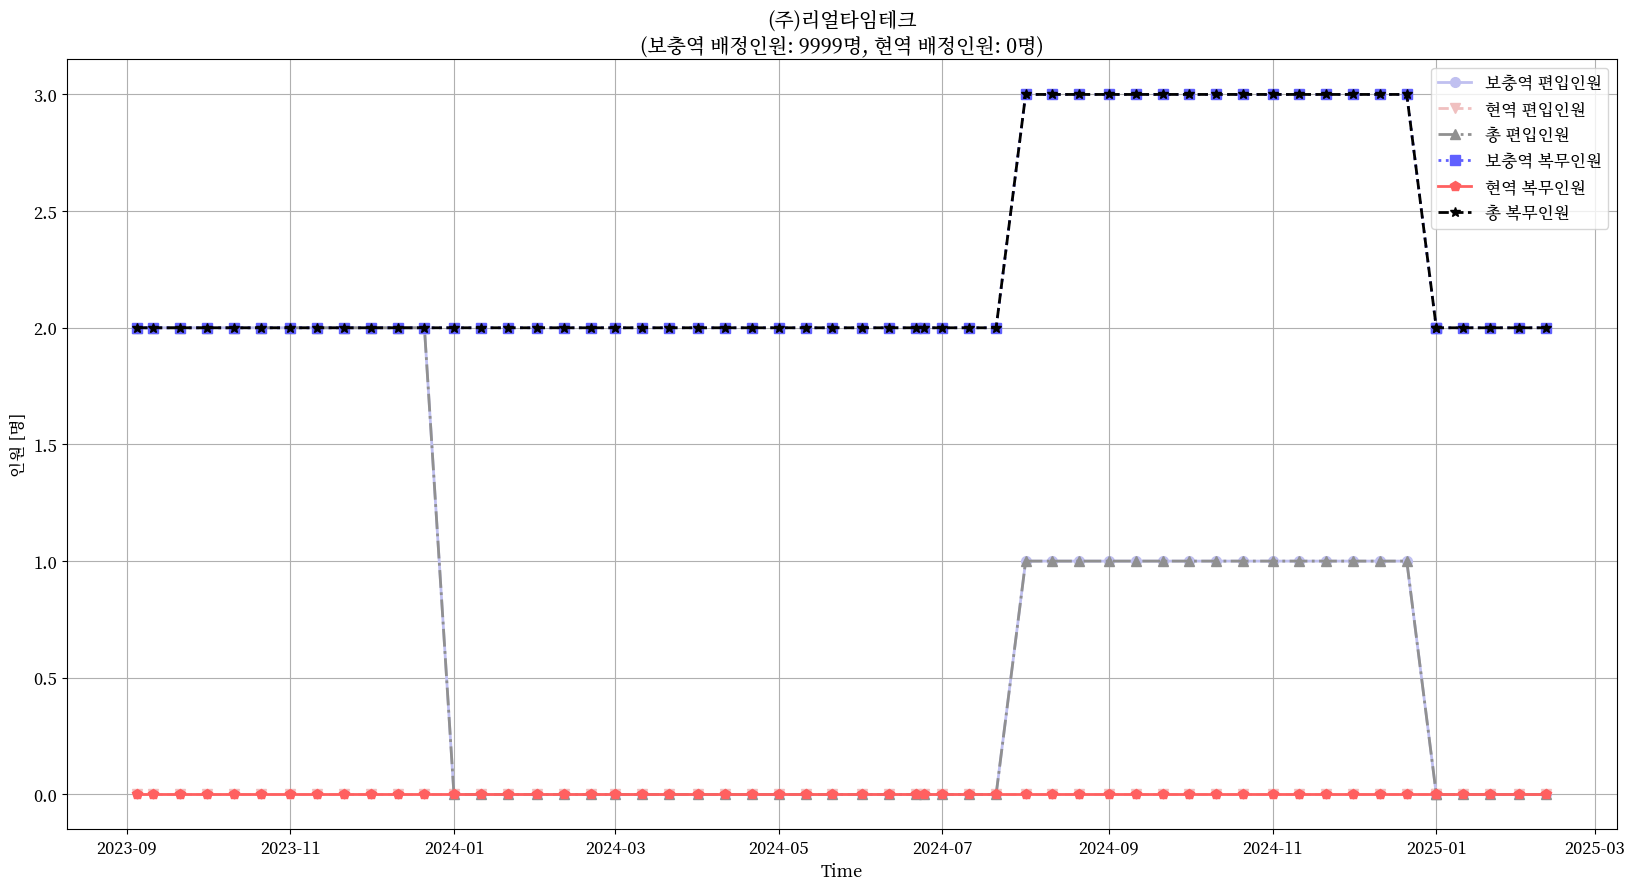 (주)리얼타임테크
(보충역 배정인원: 9999명, 현역 배정인원: 0명)
보충역 편입인원
현역 편입인원
총 편입인원
보충역 복무인원
현역 복무인원
총 복무인원
인원 [명]
3.0
2.5
2.0
1.5
1.0
0.5
0.0
2023-09 2023-11 2024-01 2024-03 2024-05 2024-07 2024-09 2024-11 2025-01 2025-03
Time